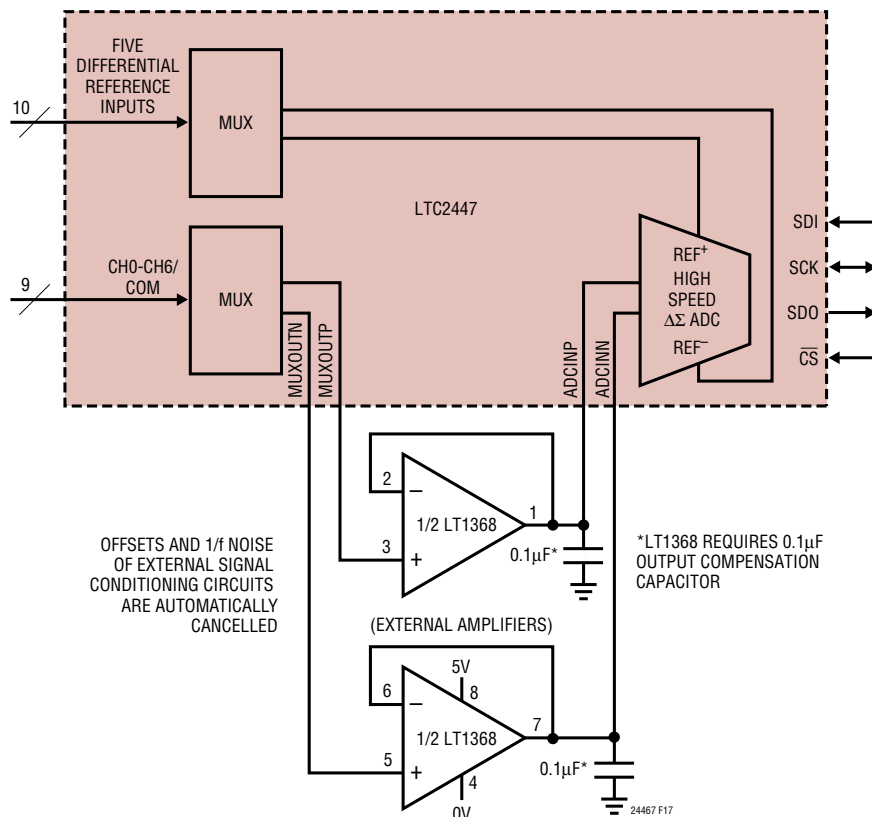 FIVE
DIFFERENTIAL
REFERENCE
INPUTS
10
MUX
LTC2447
SDI
REF+
SCK
HIGH
SPEED
ΔΣ ADC
SDO
REF−
C̅S̅
9
CH0-CH6/
COM
MUX
MUXOUTN
MUXOUTP
ADCINP
ADCINN
2
−
1/2 LT1368
1
3
+
0.1µF*
*LT1368 REQUIRES 0.1µF
OUTPUT COMPENSATION
CAPACITOR
OFFSETS AND 1/f NOISE
OF EXTERNAL SIGNAL
CONDITIONING CIRCUITS
ARE AUTOMATICALLY
CANCELLED
(EXTERNAL AMPLIFIERS)
5V
8
6
−
1/2 LT1368
7
5
+
4
0V
0.1µF*
24467 F17